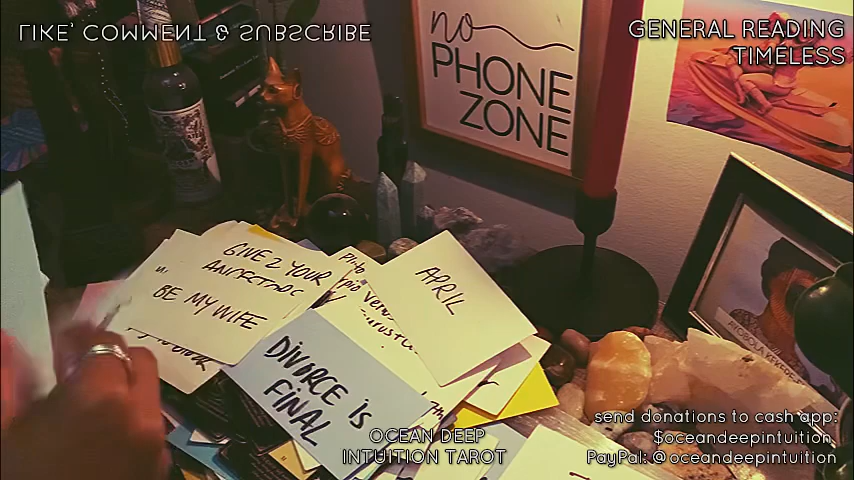 LIKE, COMMENT & SUBSCRIBE
GENERAL READING
TIMELESS
no
PHONE
ZONE
GIVE 2 YOUR
ANCESTORS
BE MY WIFE
APRIL
DIVORCE IS
FINAL
OCEAN DEEP
INTUITION TAROT
send donations to cash app:
$oceandeepintuition
PayPal: @oceandeepintuition